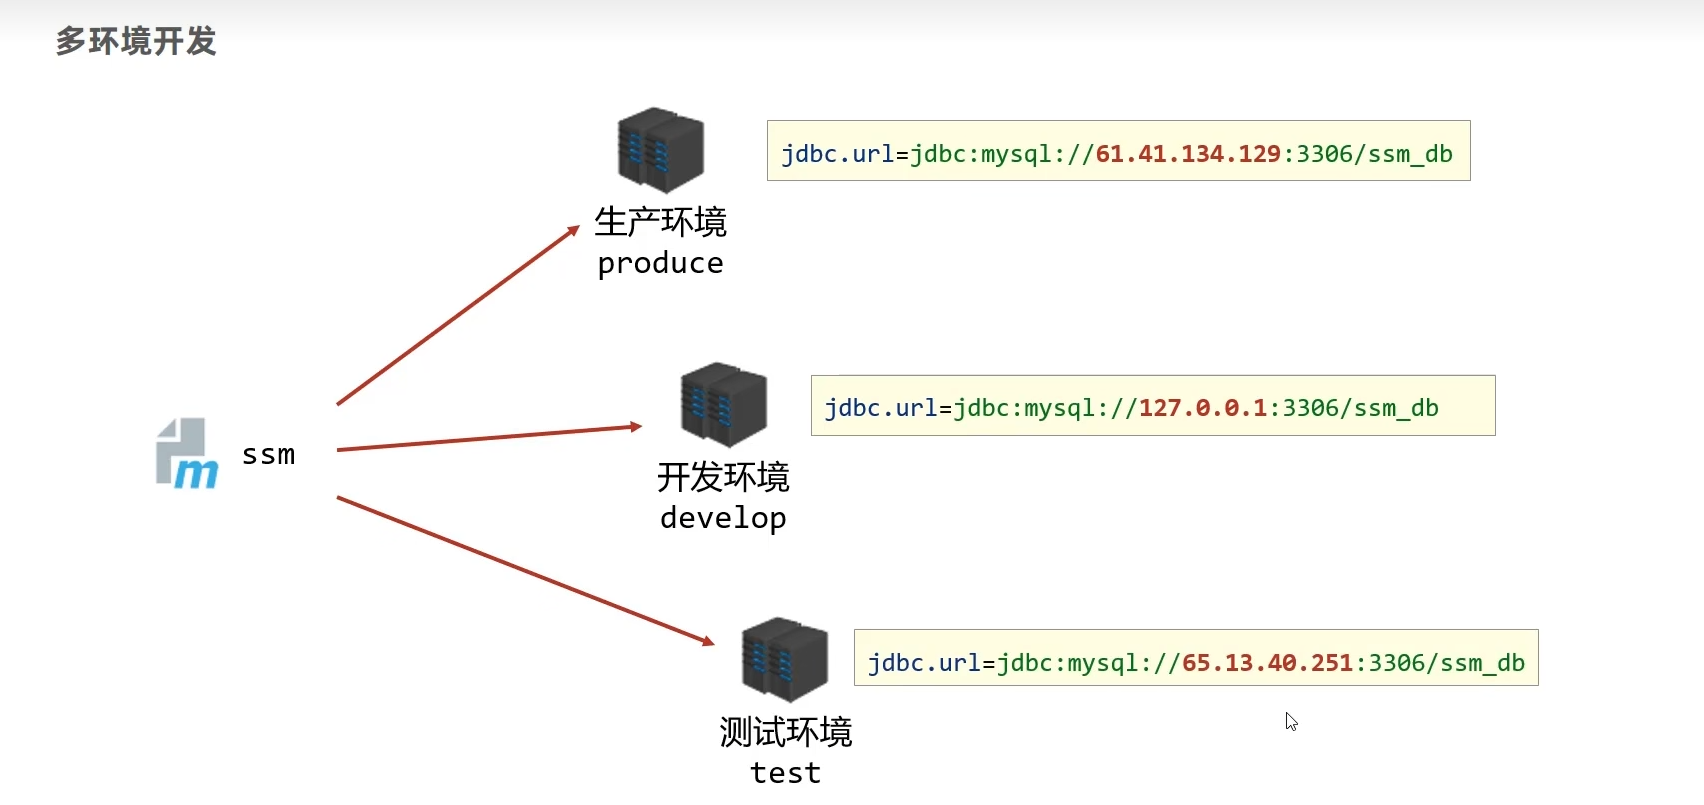 多环境开发
jdbc.url=jdbc:mysql://61.41.134.129:3306/ssm_db
生产环境
produce
jdbc.url=jdbc:mysql://127.0.0.1:3306/ssm_db
m
ssm
开发环境
develop
jdbc.url=jdbc:mysql://65.13.40.251:3306/ssm_db
测试环境
test